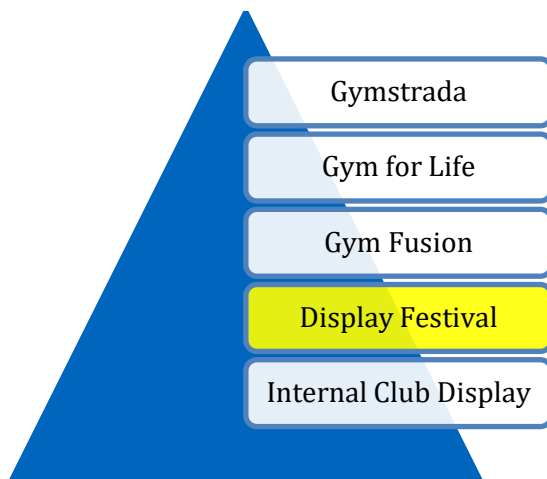 Gymstrada
Gym for Life
Gym Fusion
Display Festival
Internal Club Display